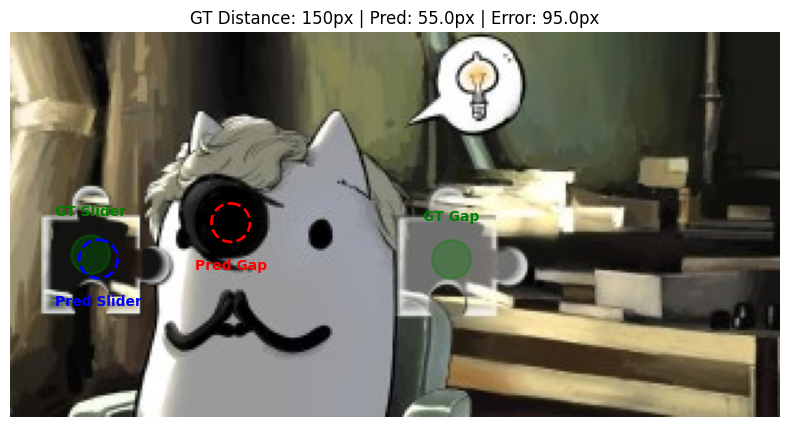 GT Distance: 150px | Pred: 55.0px | Error: 95.0px
GT Slider
GT Gap
Pred Gap
Pred Slider